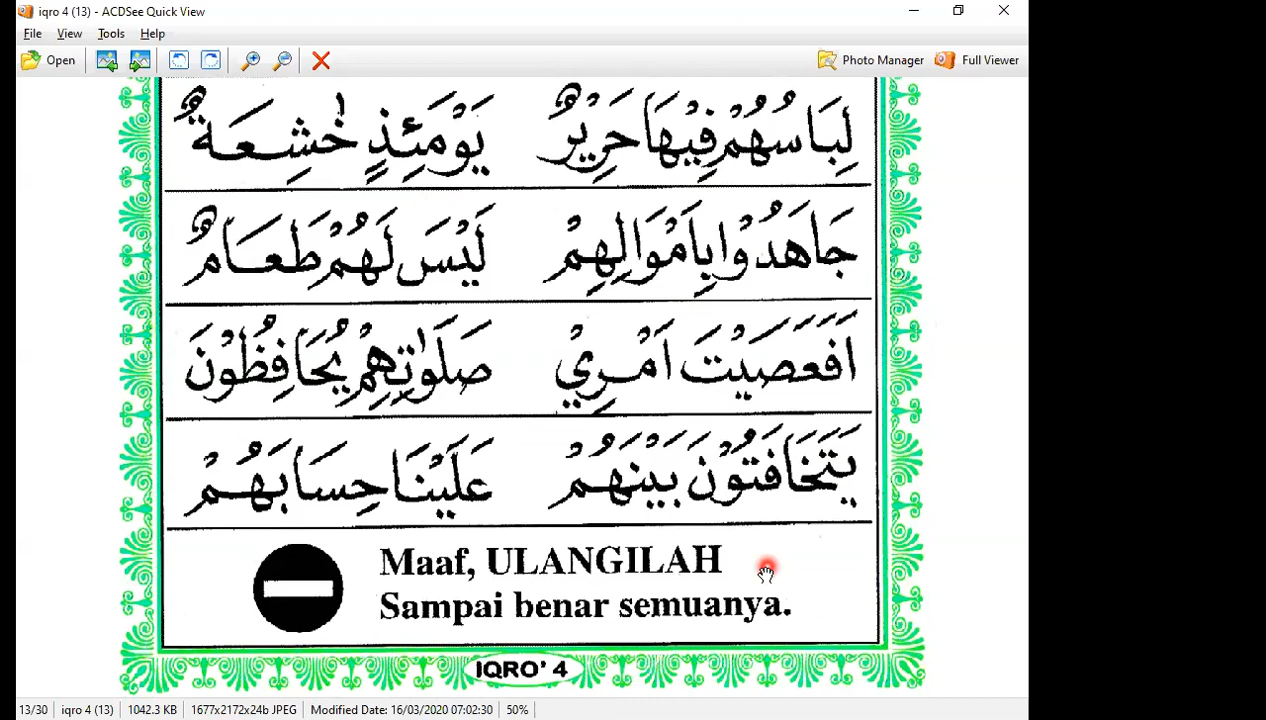 iqro 4 (13) - ACDSee Quick View
File View Tools Help
Open Photo Manager Full Viewer
لِبَاسُهُمْ فِيْهَا حَرِيْرٌ يَوْمَئِذٍ خٰشِعَةٌ
جَاهَدُوْا بِاَمْوَالِهِمْ لَيْسَ لَهُمْ طَعَامٌ
اَفَعَصَيْتَ اَمْرِيْ صَلَوٰتِهِمْ يُحَافِظُوْنَ
يَتَخَافَتُوْنَ بَيْنَهُمْ عَلَيْنَا حِسَابَهُمْ
Maaf, ULANGILAH
Sampai benar semuanya.
IQRO' 4
13/30 iqro 4 (13) 1042.3 KB 1677x2172x24b JPEG Modified Date: 16/03/2020 07:02:30 50%